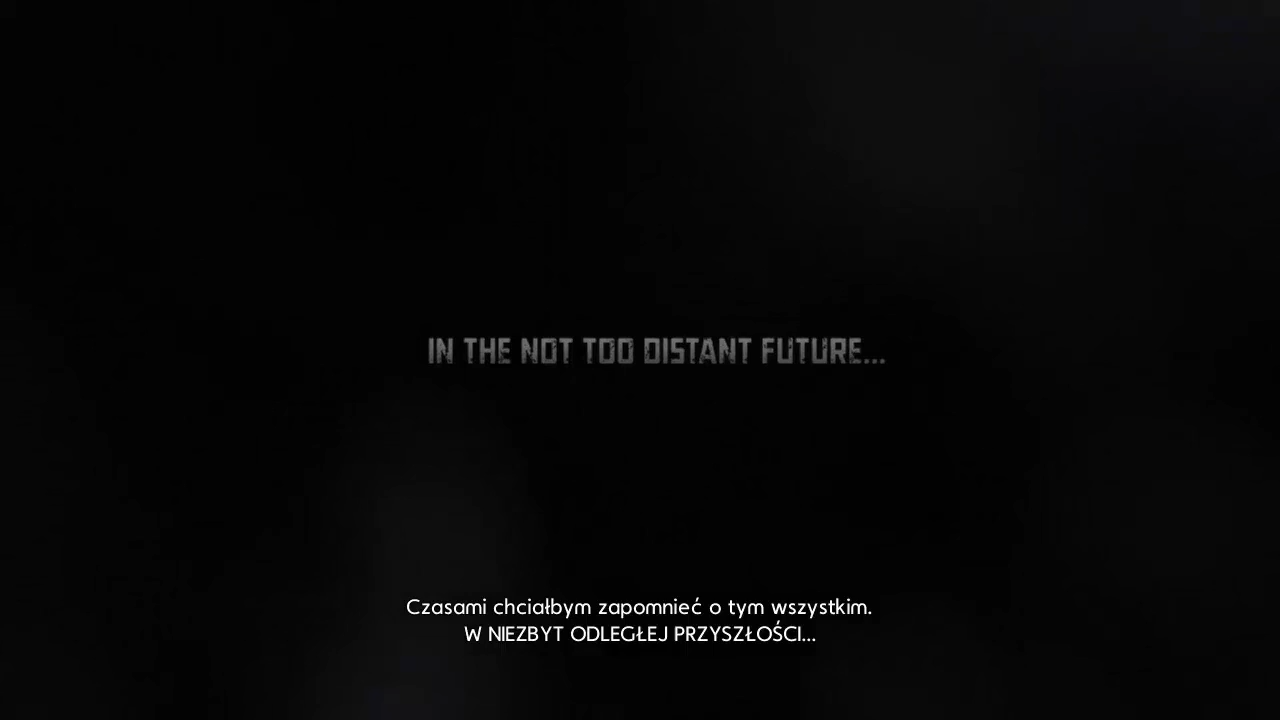 IN THE NOT TOO DISTANT FUTURE...
Czasami chciałbym zapomnieć o tym wszystkim.
W NIEZBYT ODLEGŁEJ PRZYSZŁOŚCI...